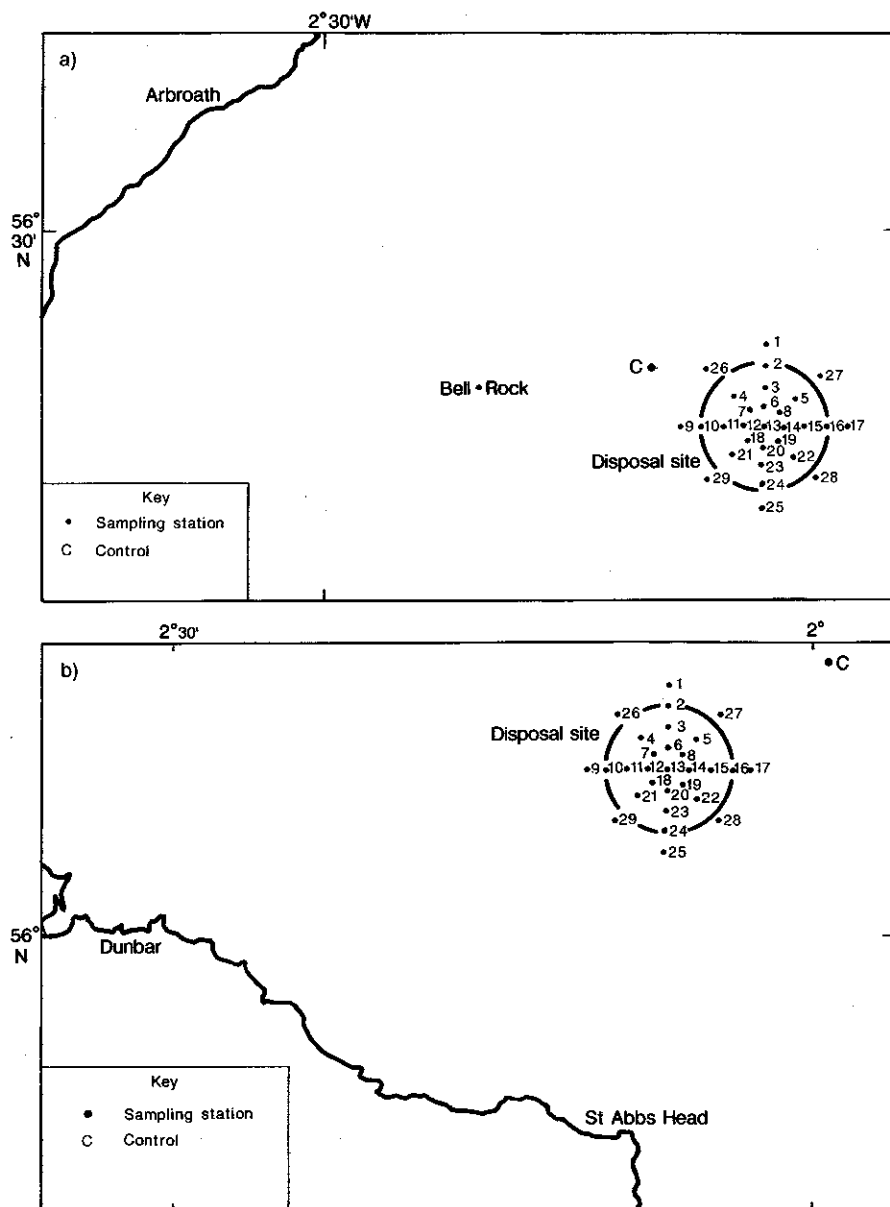 2°30'W
a)
Arbroath
56°
30'
N
1
C
26
2
27
Bell Rock
3
4
5
6
7
8
9 10 11 12 13 14 15 16 17
18
19
20
21
22
Disposal site
23
29
24
28
25
Key
Sampling station
C Control
2°30'
2°
b)
C
1
26
2
27
Disposal site
3
4
5
6
7
8
9 10 11 12 13 14 15 16 17
18
19
20
21
22
23
29
24
28
25
56°
N
Dunbar
Key
Sampling station
C Control
St Abbs Head